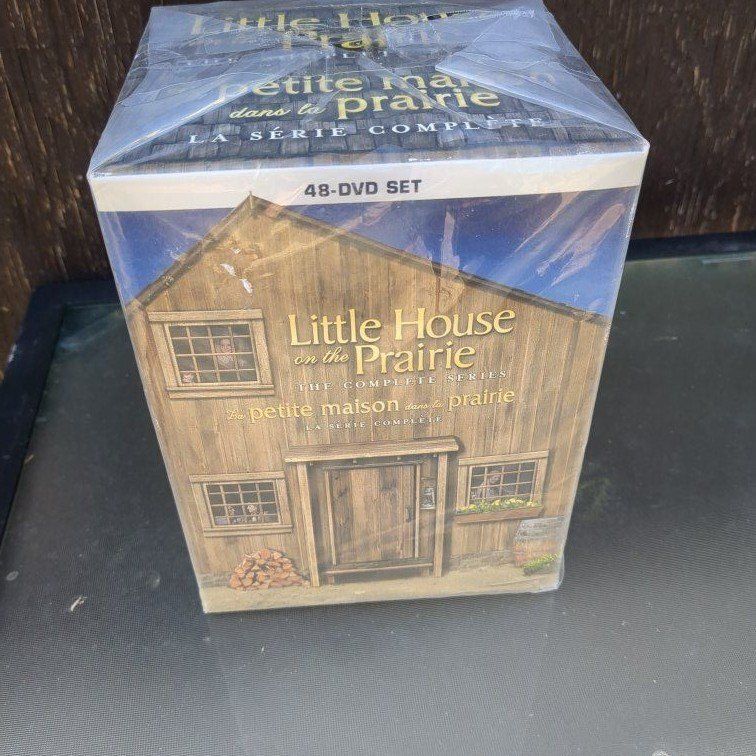 Little House
on the Prairie
petite maison
dans la prairie
LA SÉRIE COMPLÈTE
48-DVD SET
Little House
on the Prairie
THE COMPLETE SERIES
La petite maison dans la prairie
LA SÉRIE COMPLÈTE